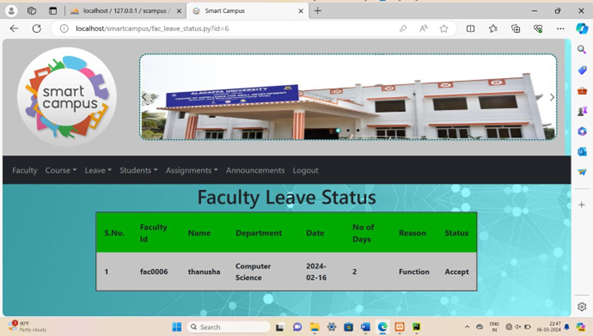 localhost / 127.0.0.1 / scampus /
Smart Campus
localhost/smartcampus/fac_leave_status.py?id=6
smart
campus
ALAGAPPA UNIVERSITY
Faculty Course Leave Students Assignments Announcements Logout
Faculty Leave Status
S.No. Faculty Id Name Department Date No of Days Reason Status
1 fac0006 thanusha Computer Science 2024-02-16 2 Function Accept
90°F
Partly cloudy
Search
ENG
IN
22:47
06-03-2024